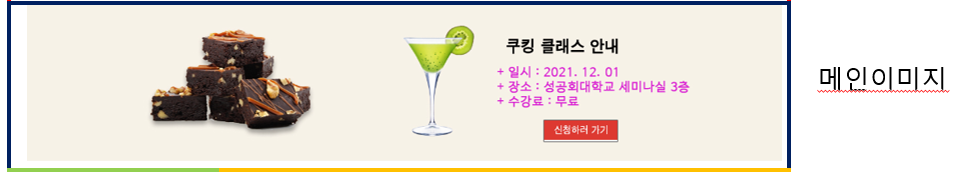 쿠킹 클래스 안내
+ 일시 : 2021. 12. 01
+ 장소 : 성공회대학교 세미나실 3층
+ 수강료 : 무료
신청하러 가기
메인이미지